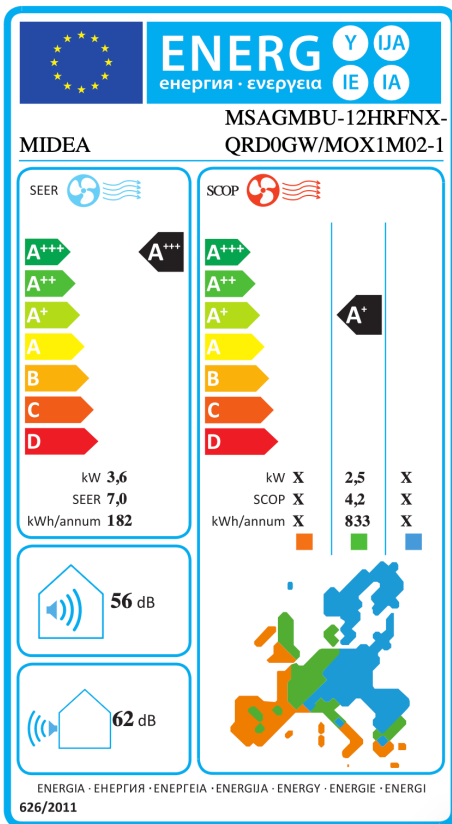 ENERG Y IJA
енергия · ενεργεια IE IA
MIDEA
MSAGMBU-12HRFNX-
QRD0GW/MOX1M02-1
SEER
A+++
A++
A+
A
B
C
D
A+++
kW 3,6
SEER 7,0
kWh/annum 182
SCOP
A+++
A++
A+
A
B
C
D
A+
kW X 2,5 X
SCOP X 4,2 X
kWh/annum X 833 X
56 dB
62 dB
ENERGIA · ЕНЕРГИЯ · ΕΝΕΡΓΕΙΑ · ENERGIJA · ENERGY · ENERGIE · ENERGI
626/2011